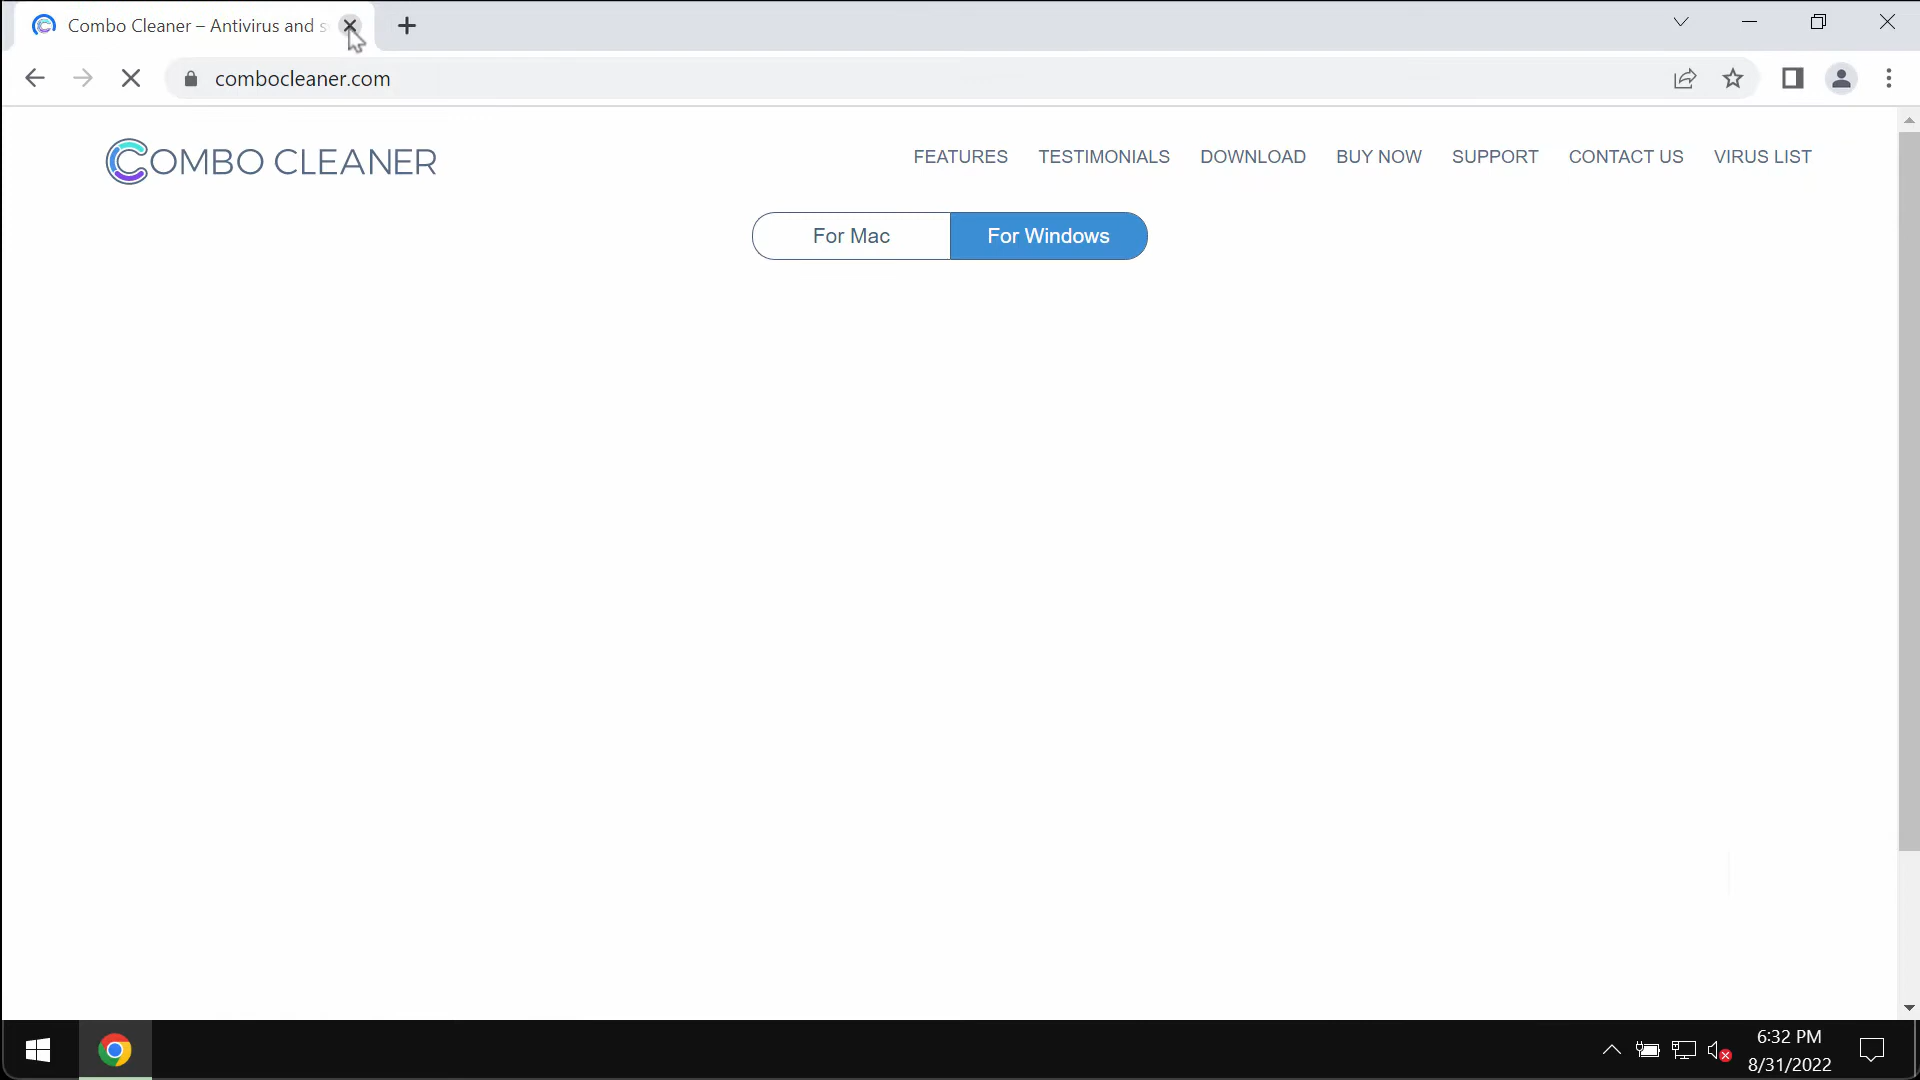 Combo Cleaner – Antivirus and s
combocleaner.com
COMBO CLEANER
FEATURES TESTIMONIALS DOWNLOAD BUY NOW SUPPORT CONTACT US VIRUS LIST
For Mac For Windows
6:32 PM
8/31/2022